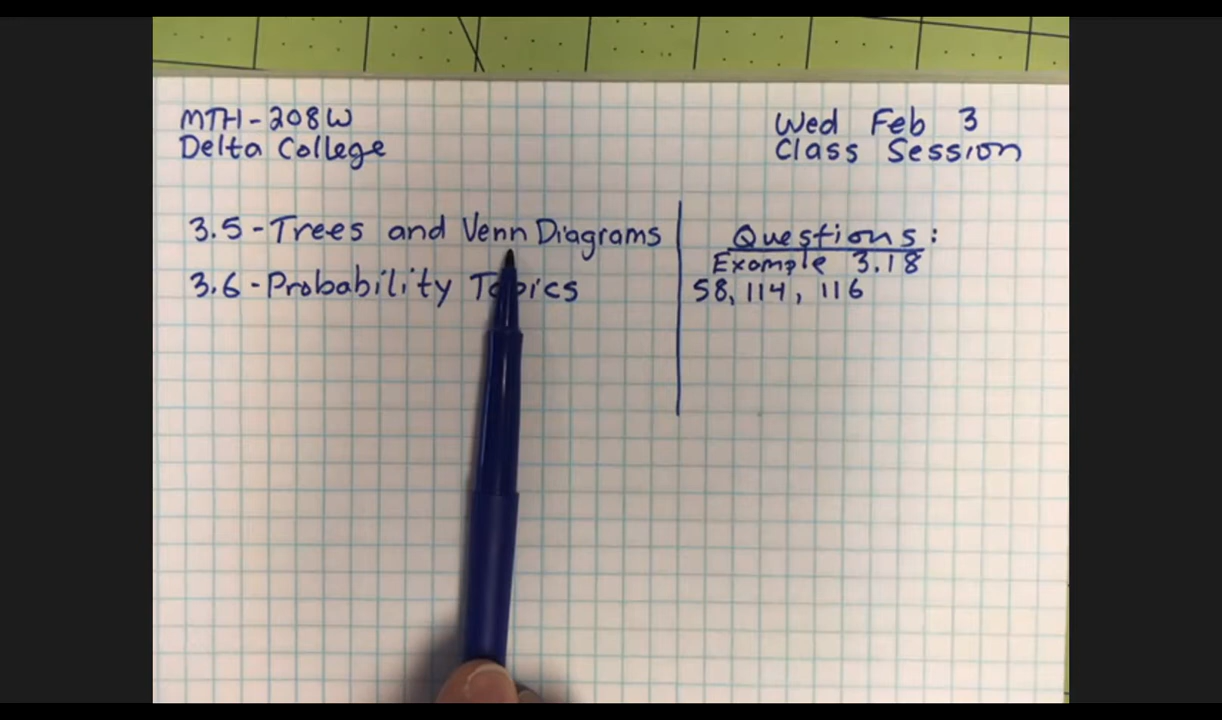 MTH-208W
Delta College
Wed Feb 3
Class Session
3.5-Trees and Venn Diagrams
3.6-Probability Topics
Questions:
Example 3.18
58, 114, 116